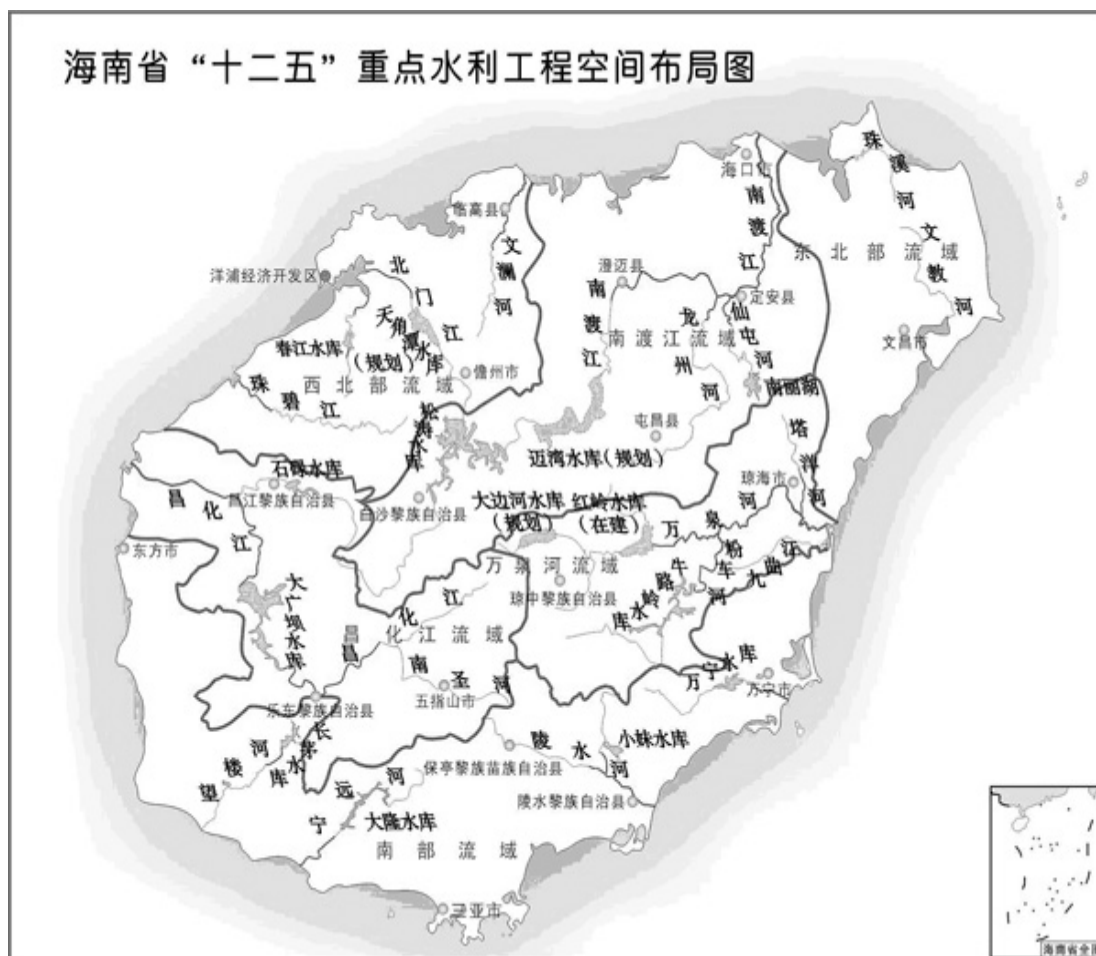 海南省“十二五”重点水利工程空间布局图
珠溪河
海口市
南渡江
临高县
文澜河
文教河
东北部流域
洋浦经济开发区
北门江
澄迈县
定安县
南渡江
龙州河
仙屯河
南渡江流域
文昌市
天角潭水库
(规划)
春江水库
儋州市
西北部流域
珠碧江
南丽湖
松涛水库
屯昌县
塔洋河
迈湾水库(规划)
石碌水库
昌江黎族自治县
琼海市
白沙黎族自治县
大边河水库
(规划)
红岭水库
(在建)
万泉河
昌化江
东方市
万泉河流域
琼中黎族自治县
牛路岭水库
粉车河
九曲江
大广坝水库
昌化江
昌化江流域
南圣河
五指山市
万宁水库
万宁市
乐东黎族自治县
望楼河
长茅水库
陵水河
小妹水库
保亭黎族苗族自治县
宁远河
大隆水库
陵水黎族自治县
南部流域
三亚市
海南省全图